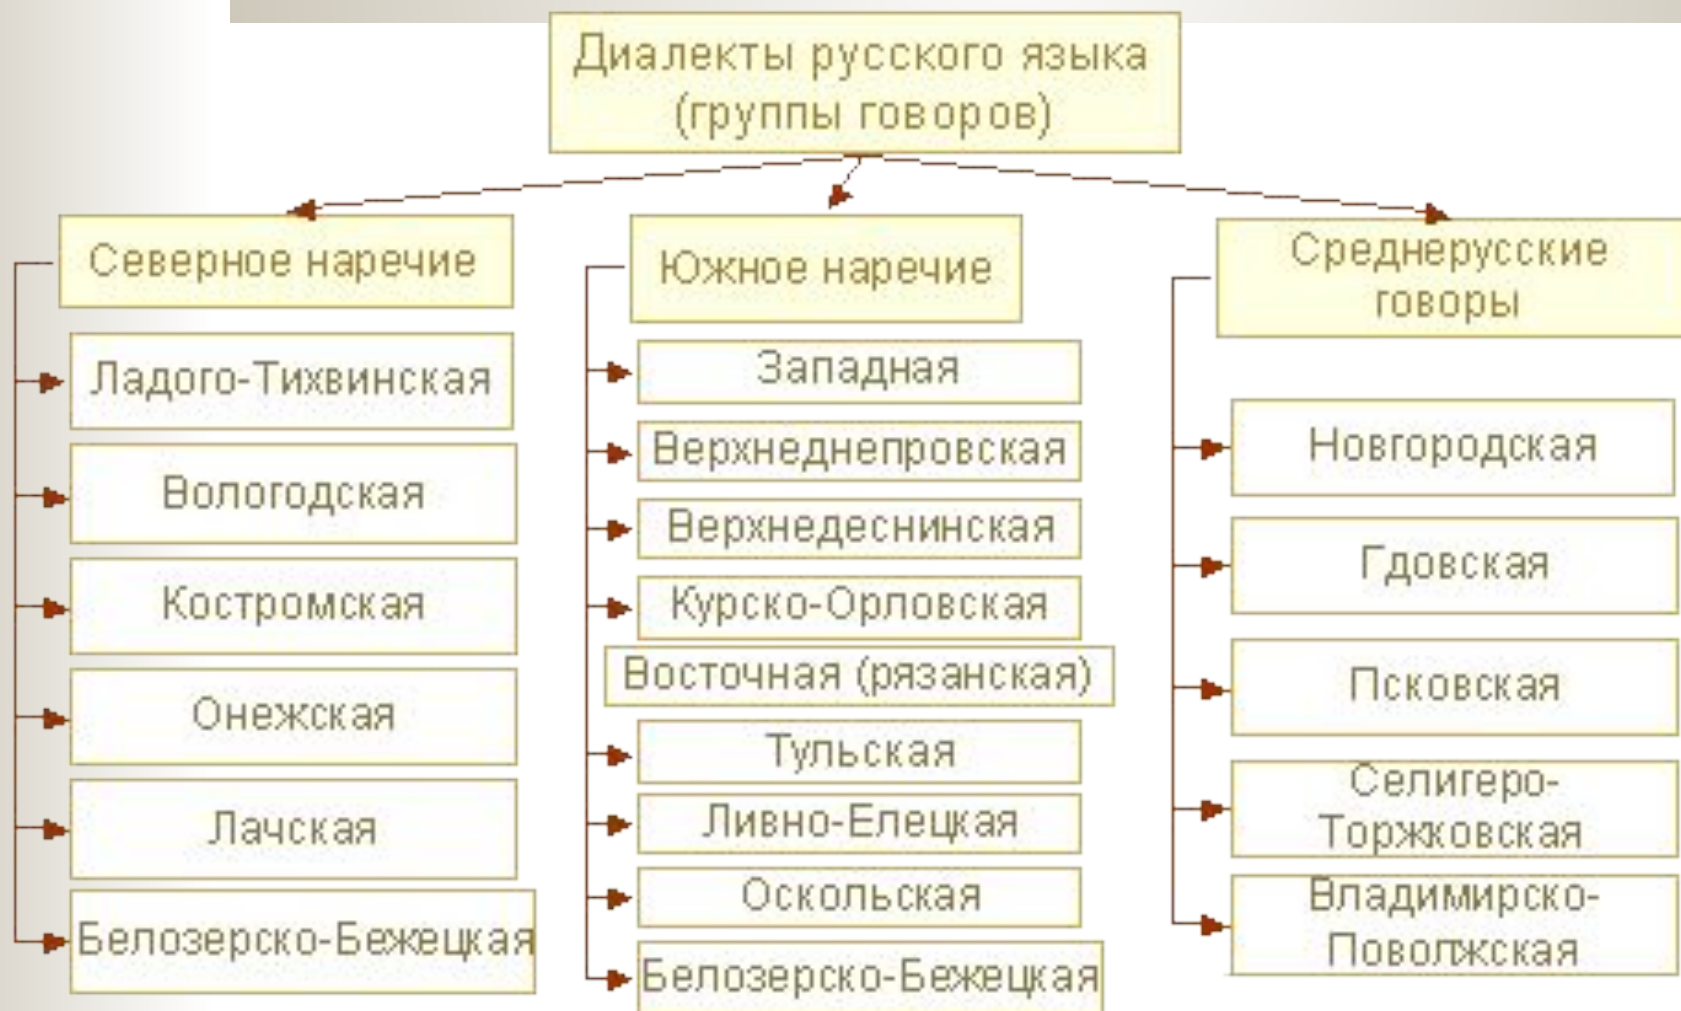 Диалекты русского языка
(группы говоров)
Северное наречие
Ладого-Тихвинская
Вологодская
Костромская
Онежская
Лачская
Белозерско-Бежецкая
Южное наречие
Западная
Верхнеднепровская
Верхнедеснинская
Курско-Орловская
Восточная (рязанская)
Тульская
Ливно-Елецкая
Оскольская
Белозерско-Бежецкая
Среднерусские
говоры
Новгородская
Гдовская
Псковская
Селигеро-
Торжковская
Владимирско-
Поволжская